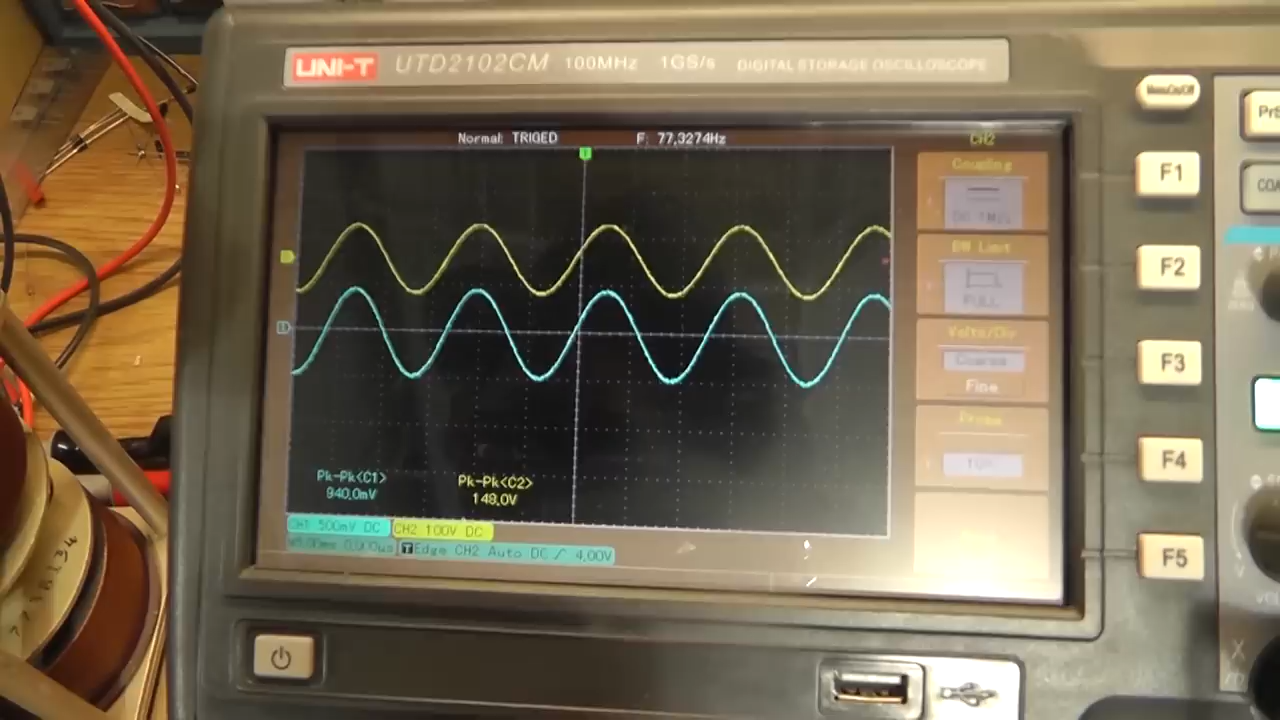 UNI-T UTD2102CM 100MHz 1GS/s DIGITAL STORAGE OSCILLOSCOPE
Normal: TRIGED F: 77,3274Hz CH2
Coupling
BW Limit
FULL
Volts/Div
Coarse
Fine
Pk-Pk<C1> Pk-Pk<C2>
940.0mV 148.0V
CH1 500mV DC CH2 100V DC
Edge CH2 Auto DC 4.00V
F1
F2
F3
F4
F5